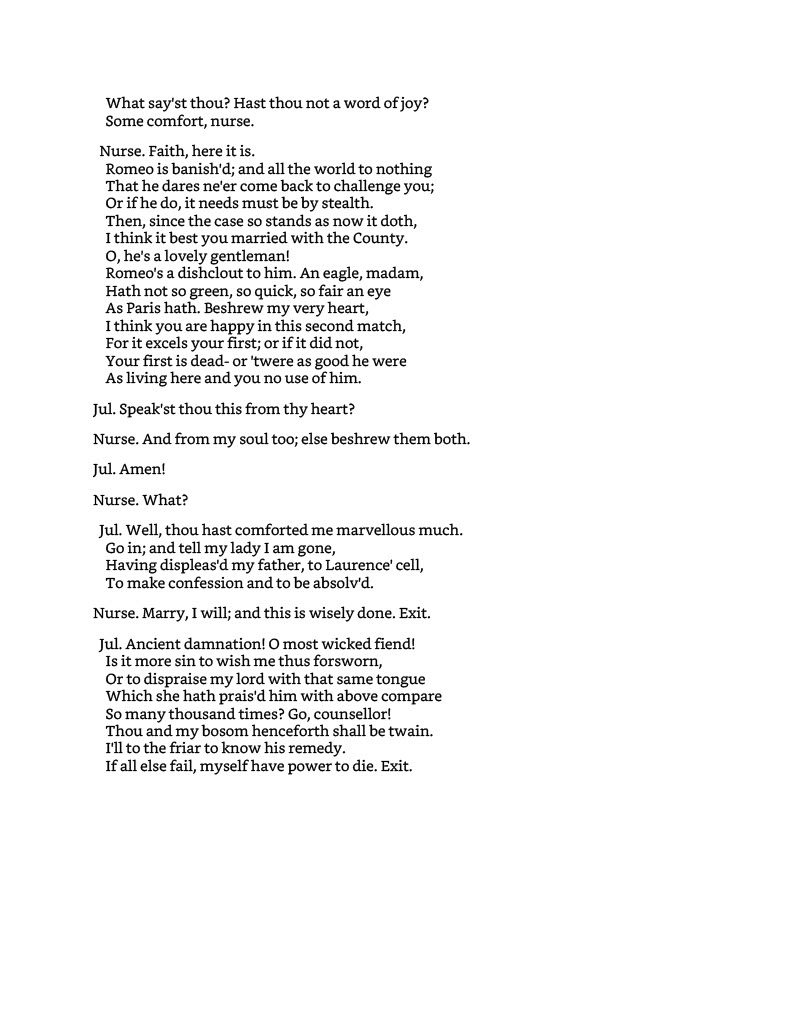 What say'st thou? Hast thou not a word of joy?
Some comfort, nurse.
Nurse. Faith, here it is.
Romeo is banish'd; and all the world to nothing
That he dares ne'er come back to challenge you;
Or if he do, it needs must be by stealth.
Then, since the case so stands as now it doth,
I think it best you married with the County.
O, he's a lovely gentleman!
Romeo's a dishclout to him. An eagle, madam,
Hath not so green, so quick, so fair an eye
As Paris hath. Beshrew my very heart,
I think you are happy in this second match,
For it excels your first; or if it did not,
Your first is dead- or 'twere as good he were
As living here and you no use of him.
Jul. Speak'st thou this from thy heart?
Nurse. And from my soul too; else beshrew them both.
Jul. Amen!
Nurse. What?
Jul. Well, thou hast comforted me marvellous much.
Go in; and tell my lady I am gone,
Having displeas'd my father, to Laurence' cell,
To make confession and to be absolv'd.
Nurse. Marry, I will; and this is wisely done. Exit.
Jul. Ancient damnation! O most wicked fiend!
Is it more sin to wish me thus forsworn,
Or to dispraise my lord with that same tongue
Which she hath prais'd him with above compare
So many thousand times? Go, counsellor!
Thou and my bosom henceforth shall be twain.
I'll to the friar to know his remedy.
If all else fail, myself have power to die. Exit.